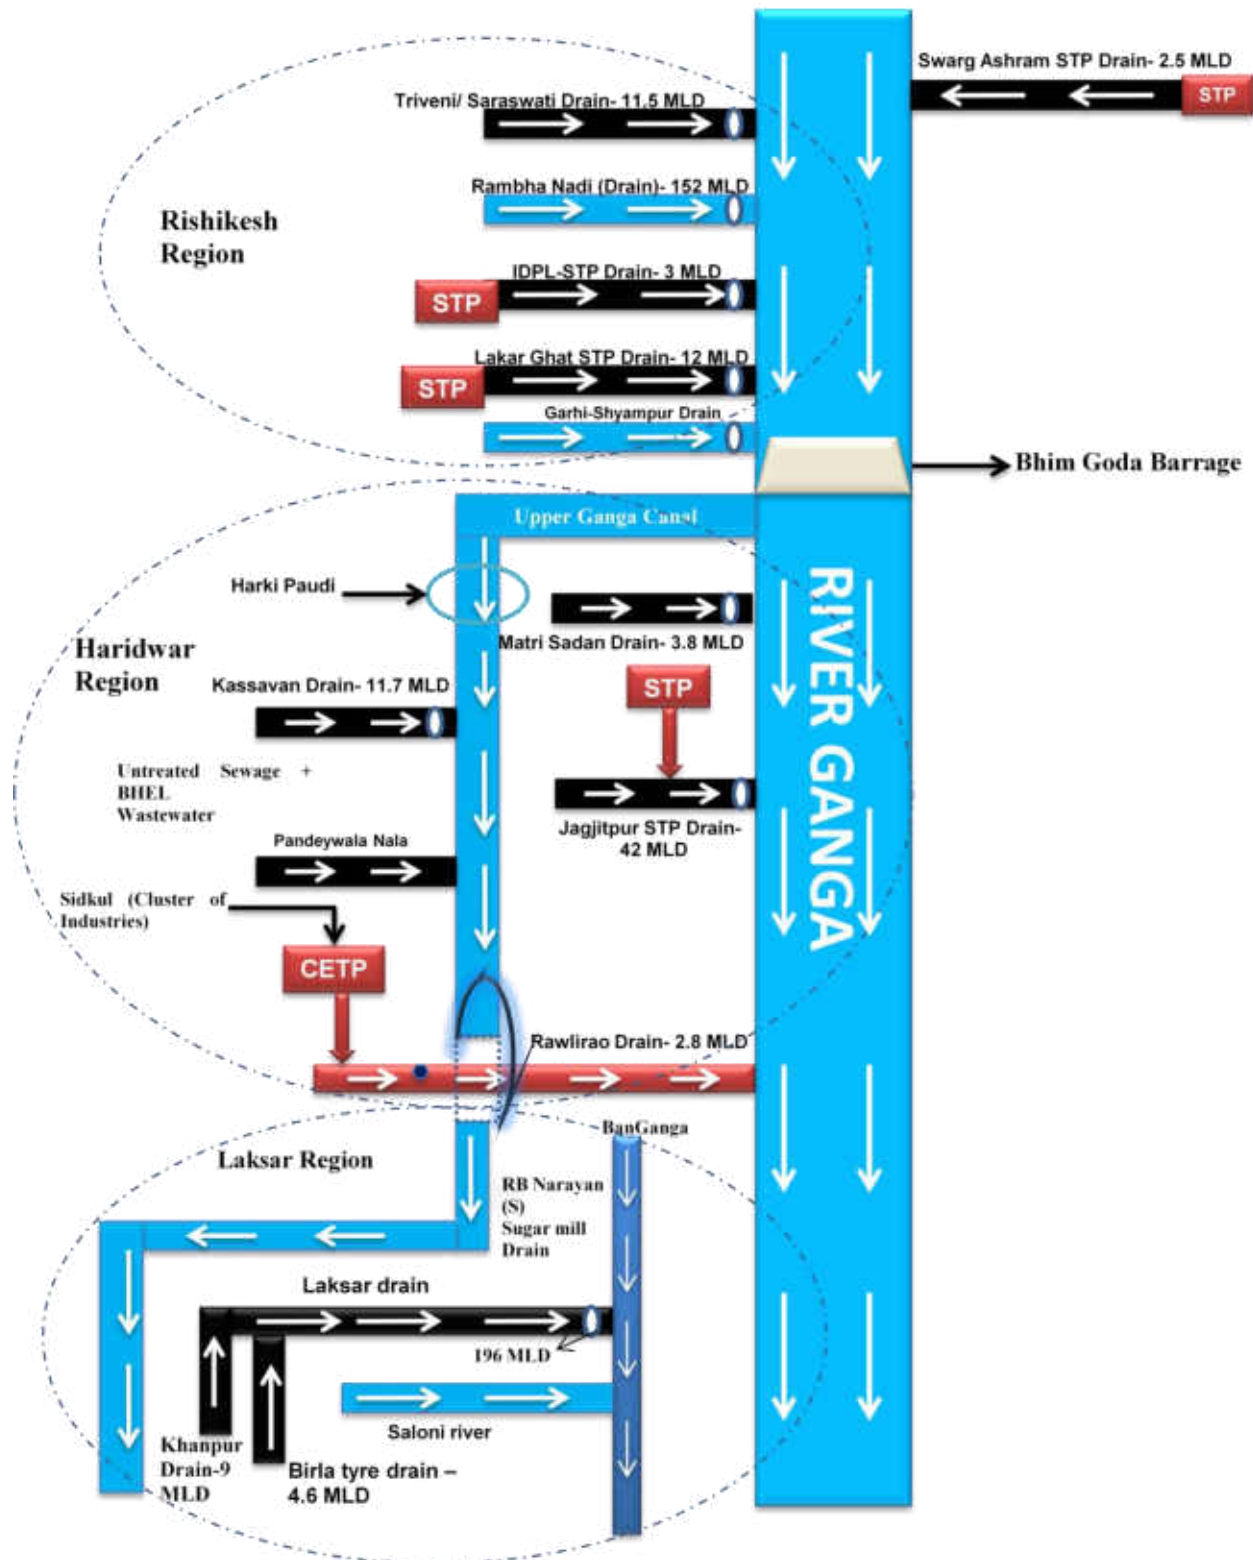 Swarg Ashram STP Drain- 2.5 MLD
STP
Triveni/ Saraswati Drain- 11.5 MLD
Rambha Nadi (Drain)- 152 MLD
Rishikesh
Region
IDPL-STP Drain- 3 MLD
STP
Lakar Ghat STP Drain- 12 MLD
STP
Garhi-Shyampur Drain
Bhim Goda Barrage
Upper Ganga Canal
RIVER GANGA
Harki Paudi
Matri Sadan Drain- 3.8 MLD
Haridwar
Region
Kassavan Drain- 11.7 MLD
STP
Untreated Sewage +
BHEL
Wastewater
Jagjitpur STP Drain-
42 MLD
Pandeywala Nala
Sidkul (Cluster of
Industries)
CETP
Rawlirao Drain- 2.8 MLD
BanGanga
Laksar Region
RB Narayan
(S)
Sugar mill
Drain
Laksar drain
196 MLD
Saloni river
Khanpur
Drain-9
MLD
Birla tyre drain –
4.6 MLD